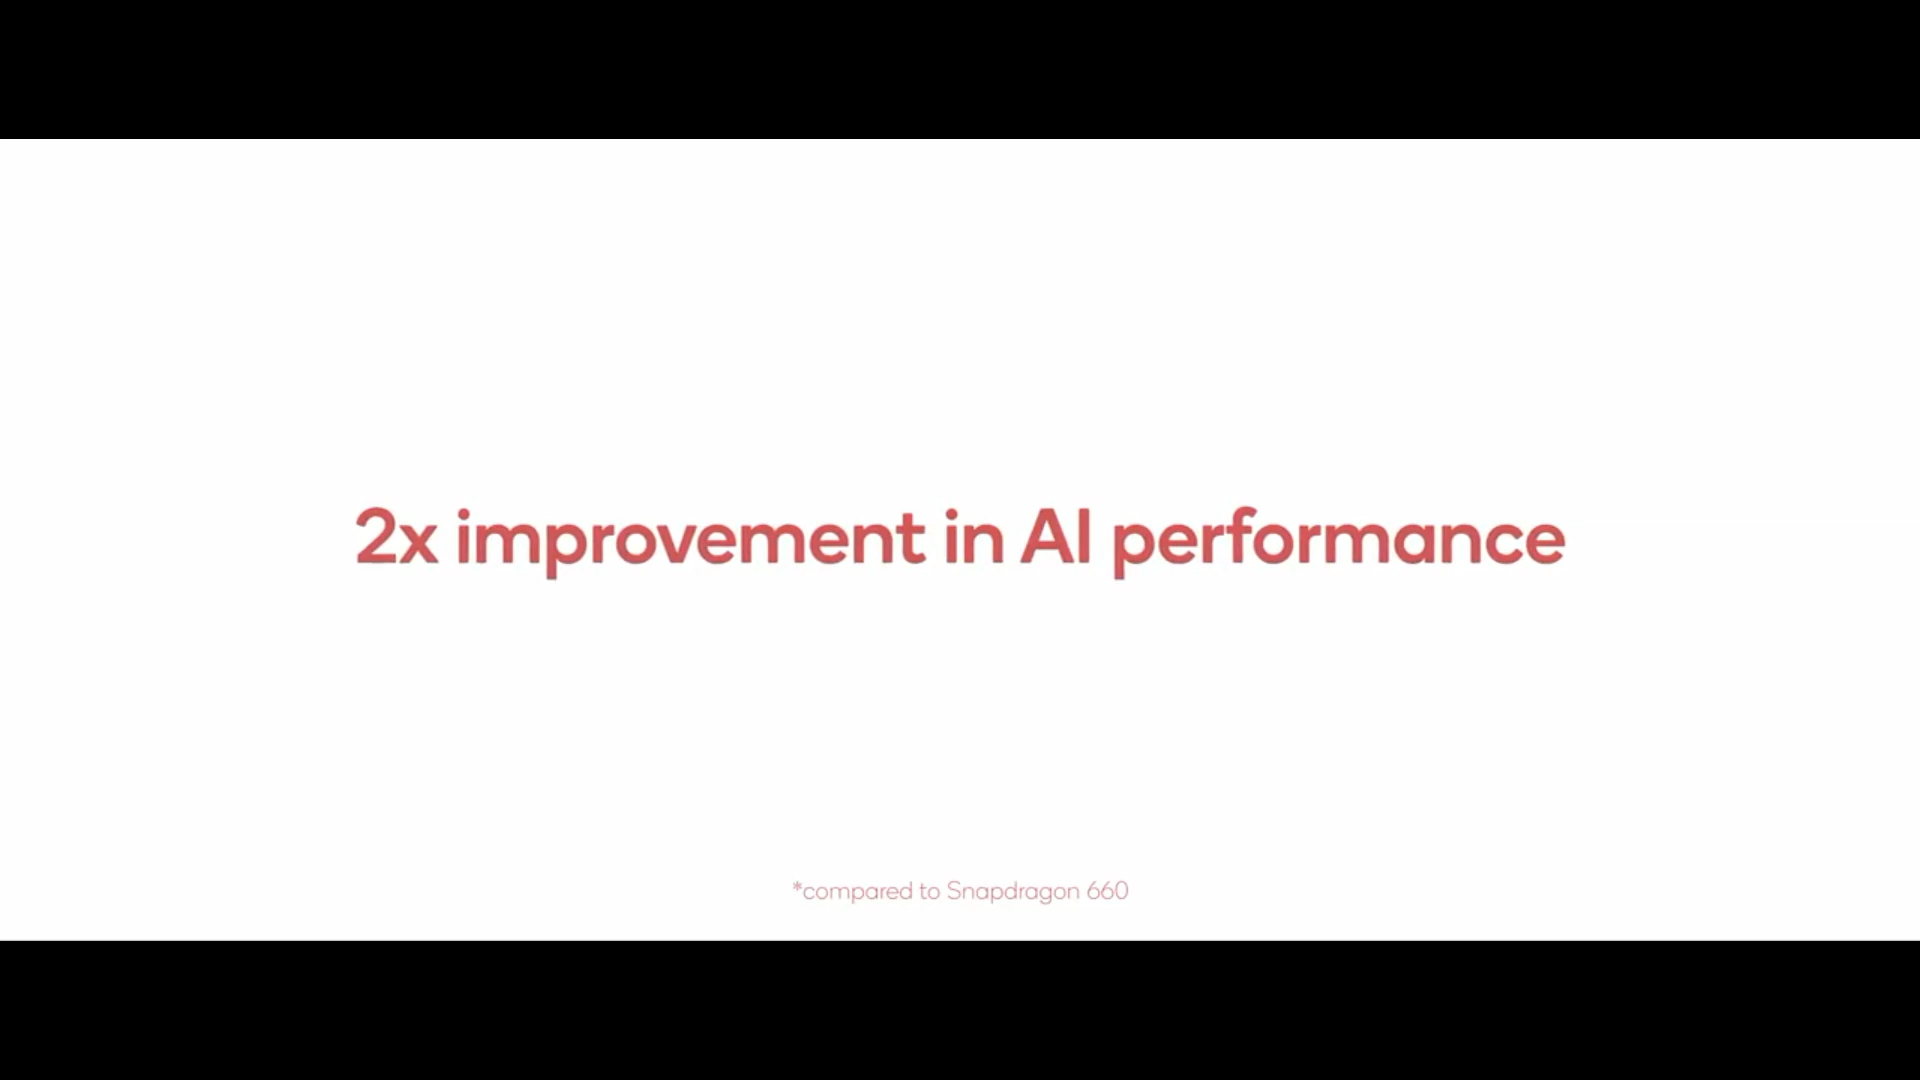 2x improvement in AI performance
*compared to Snapdragon 660